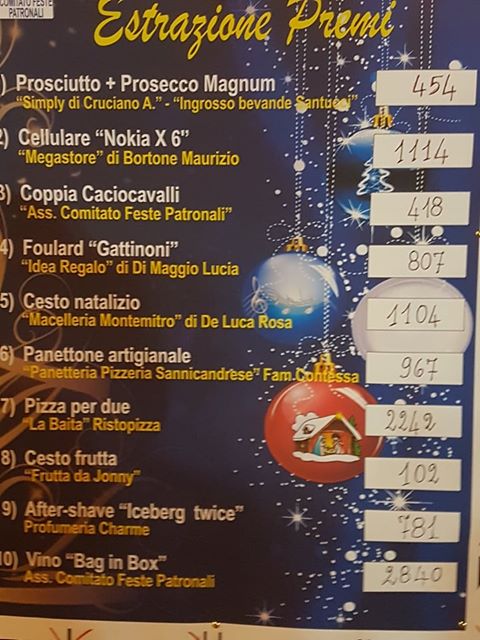 COMITATO FESTE
PATRONALI
Estrazione Premi
) Prosciutto + Prosecco Magnum 454
“Simply di Cruciano A.” - “Ingrosso bevande Santucci”
2) Cellulare “Nokia X 6” 1114
“Megastore” di Bortone Maurizio
3) Coppia Caciocavalli 418
“Ass. Comitato Feste Patronali”
4) Foulard “Gattinoni” 807
“Idea Regalo” di Di Maggio Lucia
5) Cesto natalizio 1104
“Macelleria Montemitro” di De Luca Rosa
6) Panettone artigianale 967
“Panetteria Pizzeria Sannicandrese” Fam.Contessa
7) Pizza per due 2242
“La Baita” Ristopizza
8) Cesto frutta 102
“Frutta da Jonny”
9) After-shave “Iceberg twice” 781
Profumeria Charme
10) Vino “Bag in Box” 2840
Ass. Comitato Feste Patronali